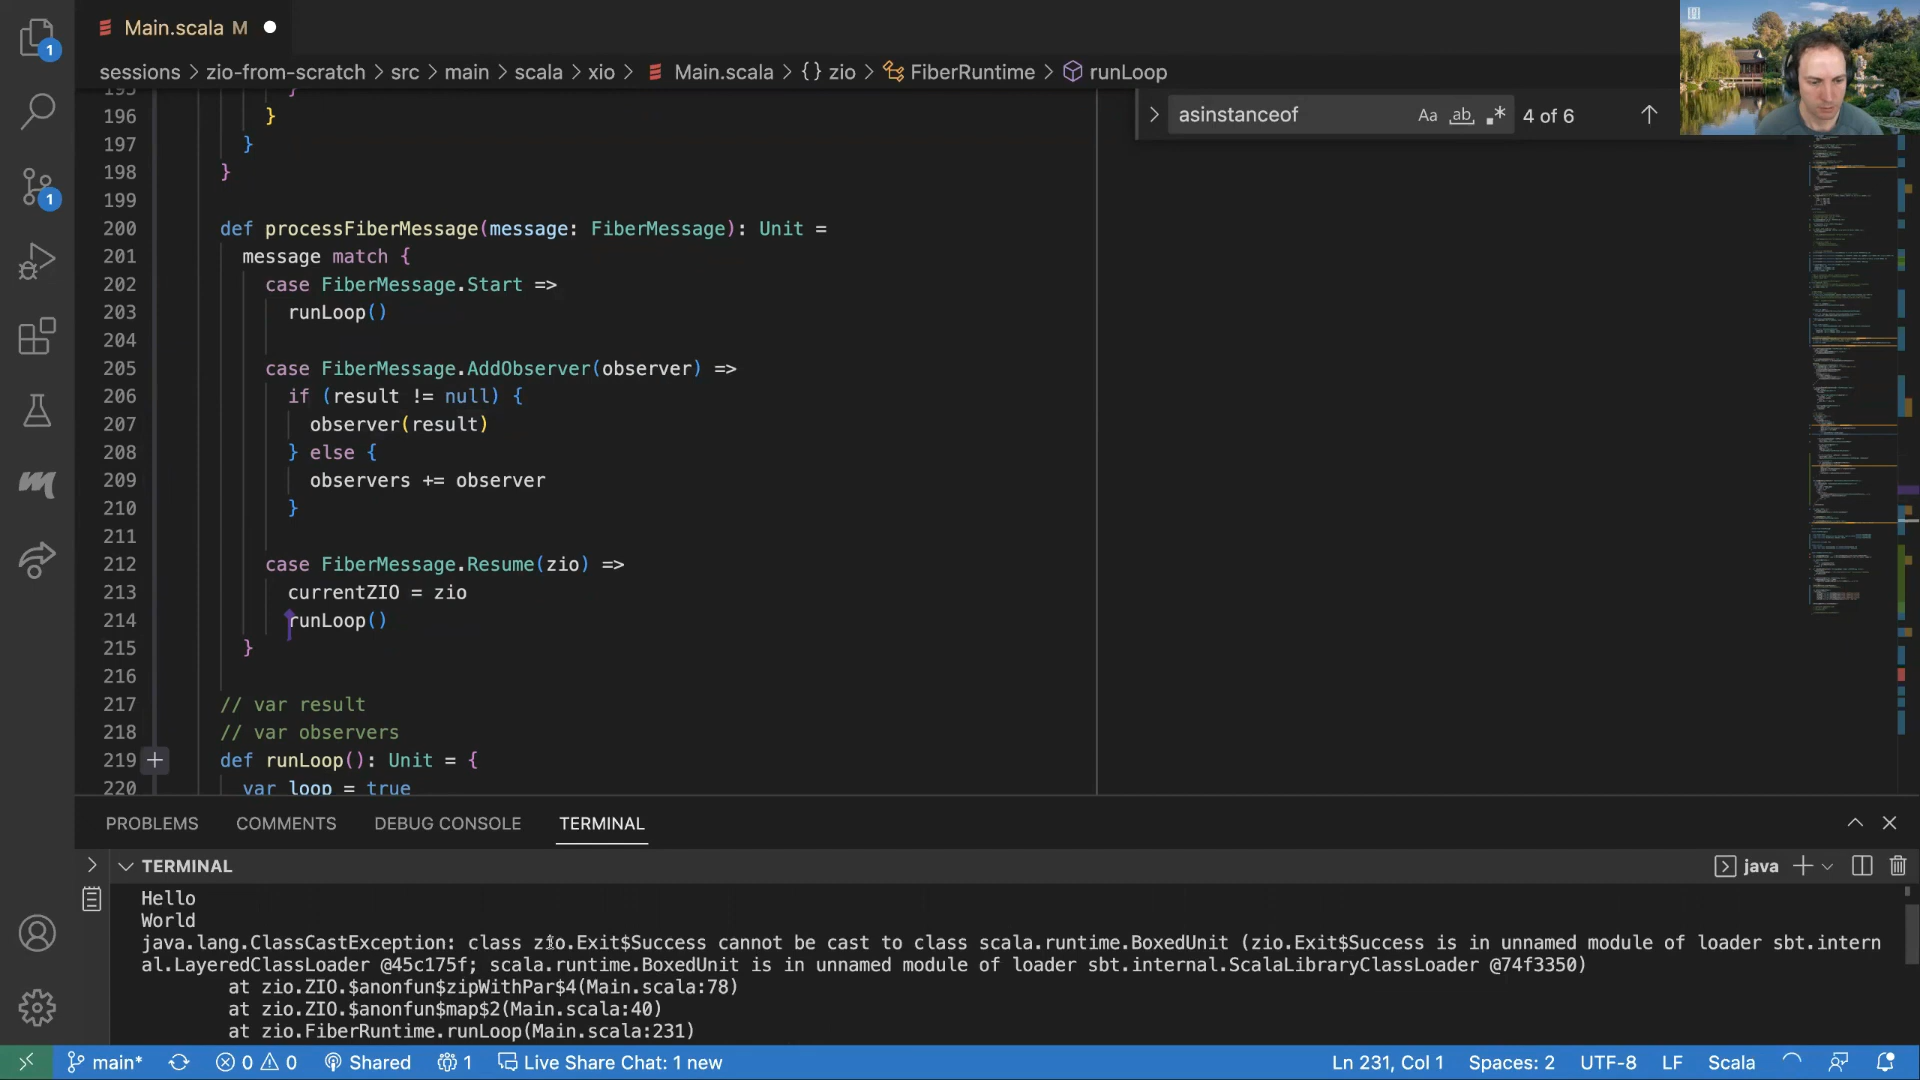 Main.scala M
sessions > zio-from-scratch > src > main > scala > xio > Main.scala > {} zio > FiberRuntime > runLoop
asinstanceof Aa ab 4 of 6
195 }
196 }
197 }
198 }
199
200 def processFiberMessage(message: FiberMessage): Unit =
201 message match {
202 case FiberMessage.Start =>
203 runLoop()
204
205 case FiberMessage.AddObserver(observer) =>
206 if (result != null) {
207 observer(result)
208 } else {
209 observers += observer
210 }
211
212 case FiberMessage.Resume(zio) =>
213 currentZIO = zio
214 runLoop()
215 }
216
217 // var result
218 // var observers
219 def runLoop(): Unit = {
220 var loop = true
PROBLEMS COMMENTS DEBUG CONSOLE TERMINAL
TERMINAL java
Hello
World
java.lang.ClassCastException: class zio.Exit$Success cannot be cast to class scala.runtime.BoxedUnit (zio.Exit$Success is in unnamed module of loader sbt.intern
al.LayeredClassLoader @45c175f; scala.runtime.BoxedUnit is in unnamed module of loader sbt.internal.ScalaLibraryClassLoader @74f3350)
at zio.ZIO.$anonfun$zipWithPar$4(Main.scala:78)
at zio.ZIO.$anonfun$map$2(Main.scala:40)
at zio.FiberRuntime.runLoop(Main.scala:231)
main* 0 0 Shared 1 Live Share Chat: 1 new Ln 231, Col 1 Spaces: 2 UTF-8 LF Scala
1
1